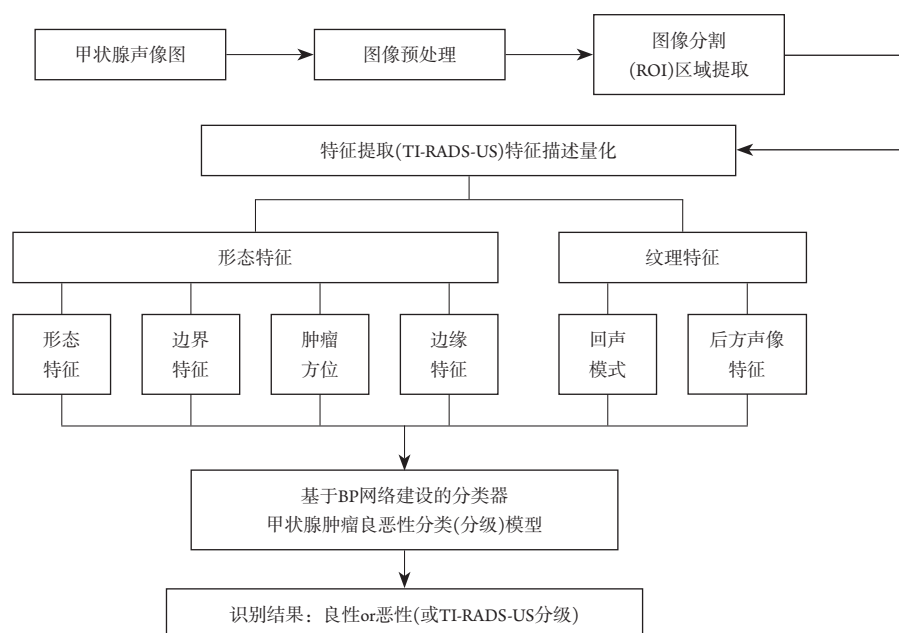 甲状腺声像图
图像预处理
图像分割
(ROI)区域提取
特征提取(TI-RADS-US)特征描述量化
形态特征
纹理特征
形态
特征
边界
特征
肿瘤
方位
边缘
特征
回声
模式
后方声像
特征
基于BP网络建设的分类器
甲状腺肿瘤良恶性分类(分级)模型
识别结果：良性or恶性(或TI-RADS-US分级)